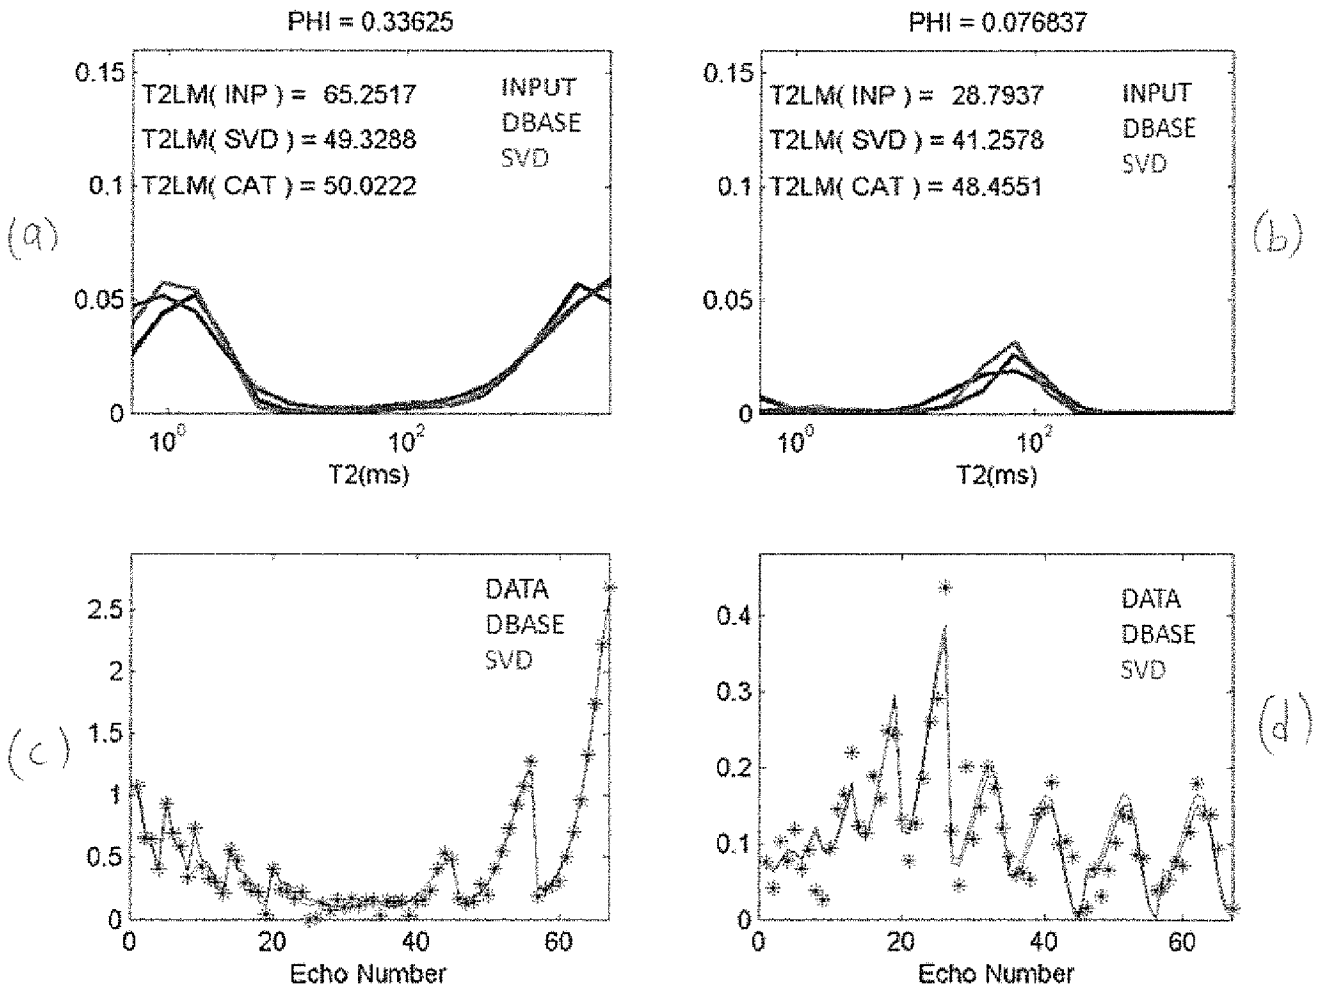 PHI = 0.33625
0.15
0.1
0.05
0
T2LM( INP ) = 65.2517
T2LM( SVD ) = 49.3288
T2LM( CAT ) = 50.0222
INPUT
DBASE
SVD
(a)
10^0
10^2
T2(ms)
PHI = 0.076837
0.15
0.1
0.05
0
T2LM( INP ) = 28.7937
T2LM( SVD ) = 41.2578
T2LM( CAT ) = 48.4551
INPUT
DBASE
SVD
(b)
10^0
10^2
T2(ms)
2.5
2
1.5
1
0.5
0
DATA
DBASE
SVD
(c)
0
20
40
60
Echo Number
0.4
0.3
0.2
0.1
0
DATA
DBASE
SVD
(d)
0
20
40
60
Echo Number